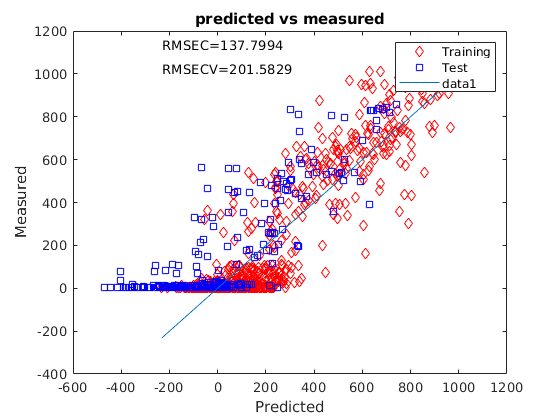 predicted vs measured
RMSEC=137.7994
RMSECV=201.5829
Training
Test
data1
Measured
1200
1000
800
600
400
200
0
-200
-400
-600
-400
-200
0
200
400
600
800
1000
1200
Predicted